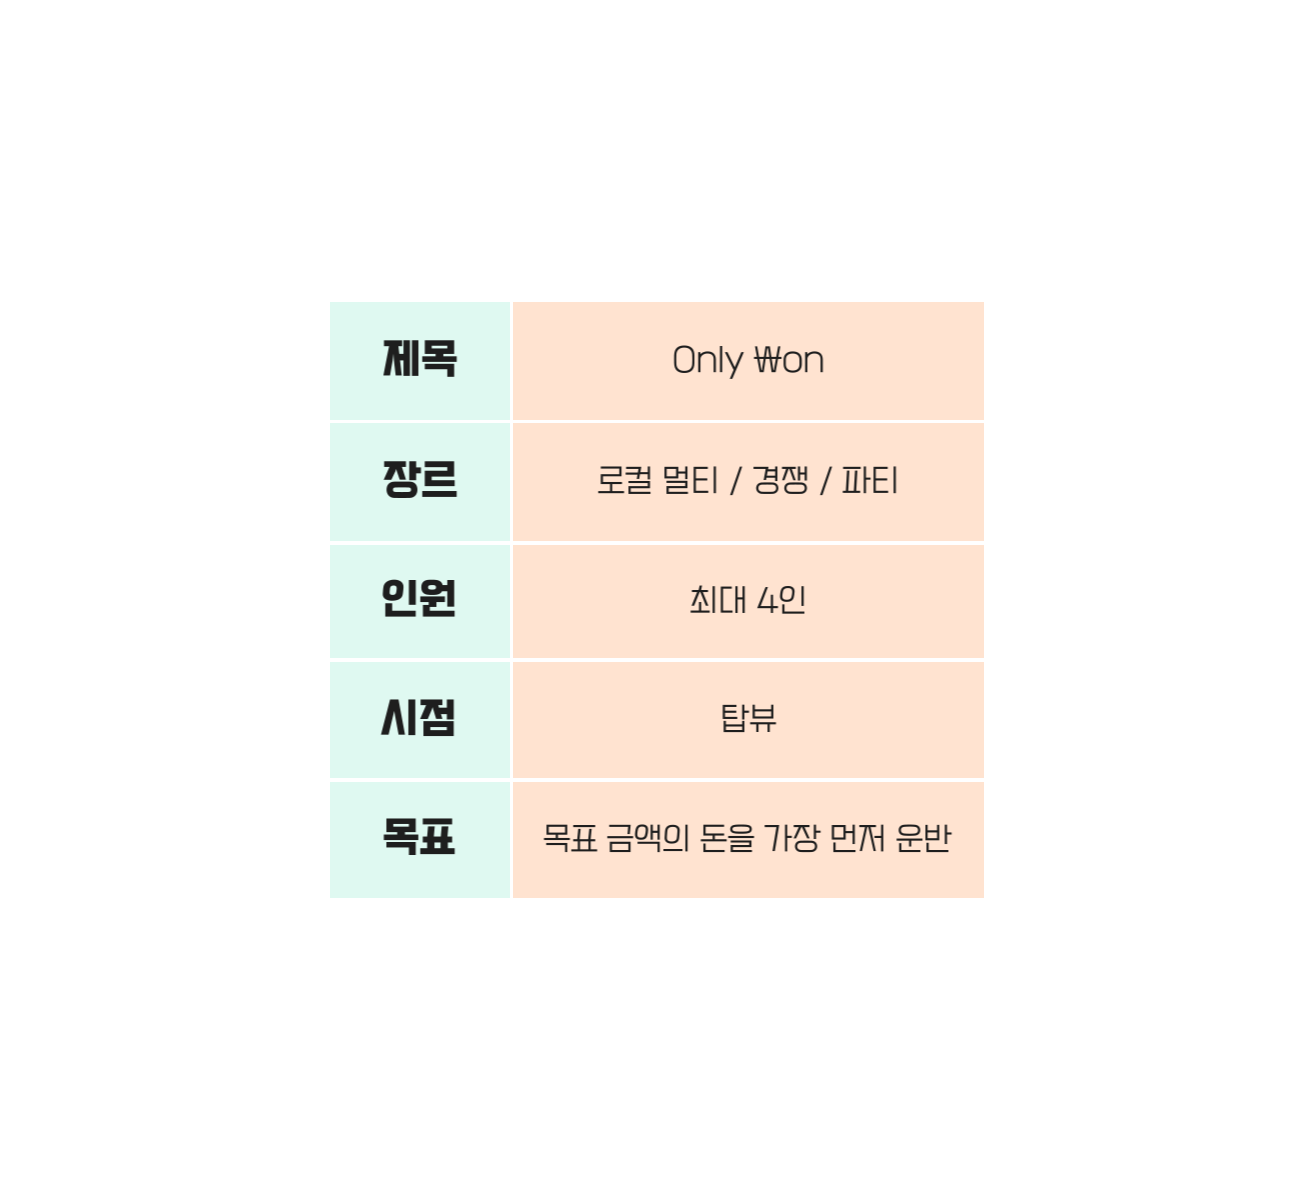 제목
Only ₩on
장르
로컬 멀티 / 경쟁 / 파티
인원
최대 4인
시점
탑뷰
목표
목표 금액의 돈을 가장 먼저 운반